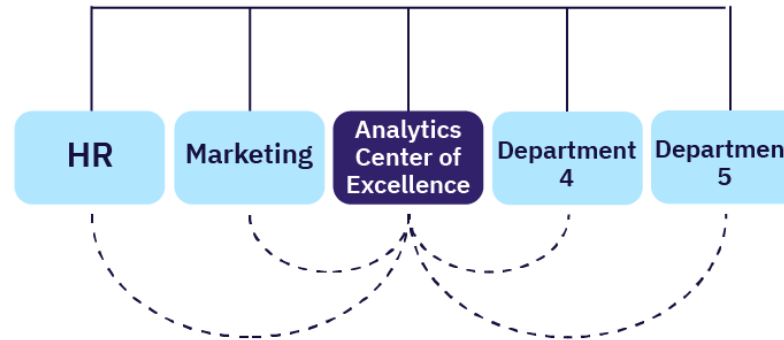 HR
Marketing
Analytics
Center of
Excellence
Department
4
Departmen
5